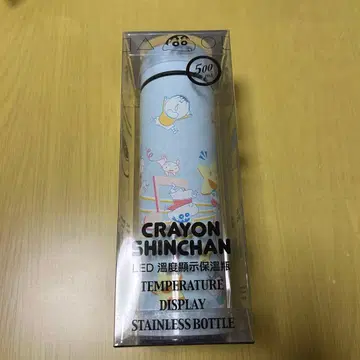 500
CRAYON
SHINCHAN
LED 溫度顯示保溫瓶
TEMPERATURE
DISPLAY
STAINLESS BOTTLE